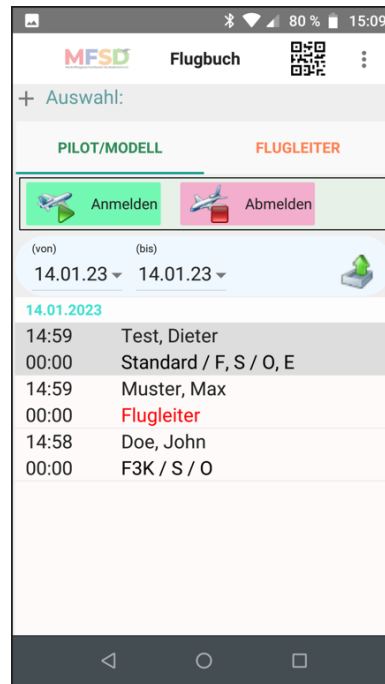 80 % 15:09
MFSD Flugbuch
+ Auswahl:
PILOT/MODELL FLUGLEITER
Anmelden Abmelden
(von) (bis)
14.01.23 14.01.23
14.01.2023
14:59 Test, Dieter
00:00 Standard / F, S / O, E
14:59 Muster, Max
00:00 Flugleiter
14:58 Doe, John
00:00 F3K / S / O